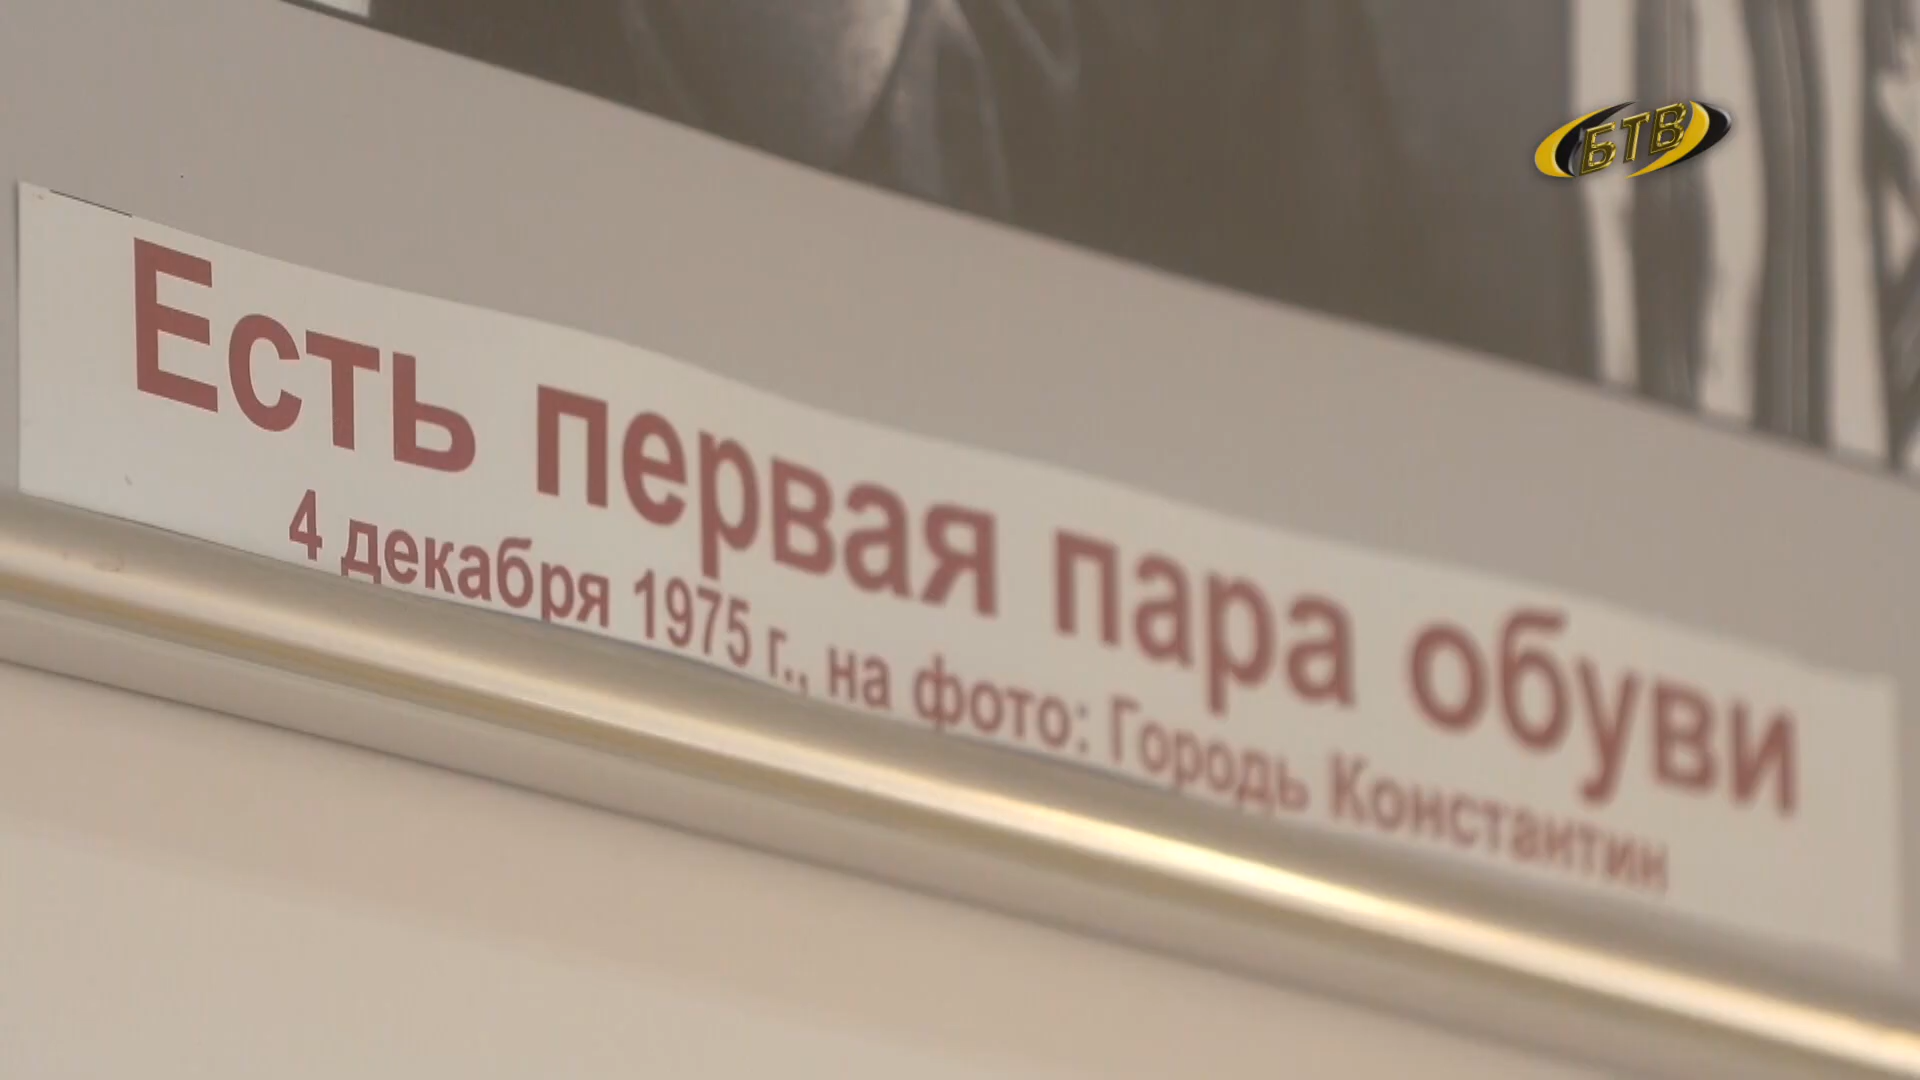 БТВ
Есть первая пара обуви
4 декабря 1975 г., на фото: Городь Константин